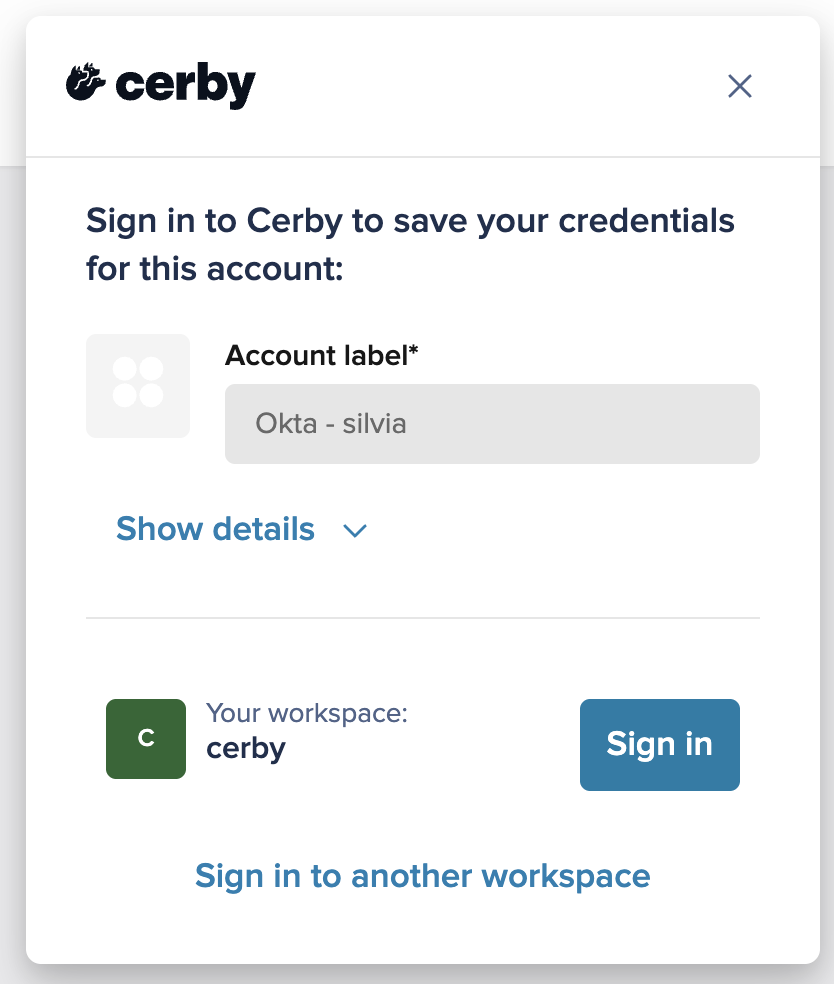 cerby
Sign in to Cerby to save your credentials
for this account:
Account label*
Okta - silvia
Show details
C
Your workspace:
cerby
Sign in
Sign in to another workspace